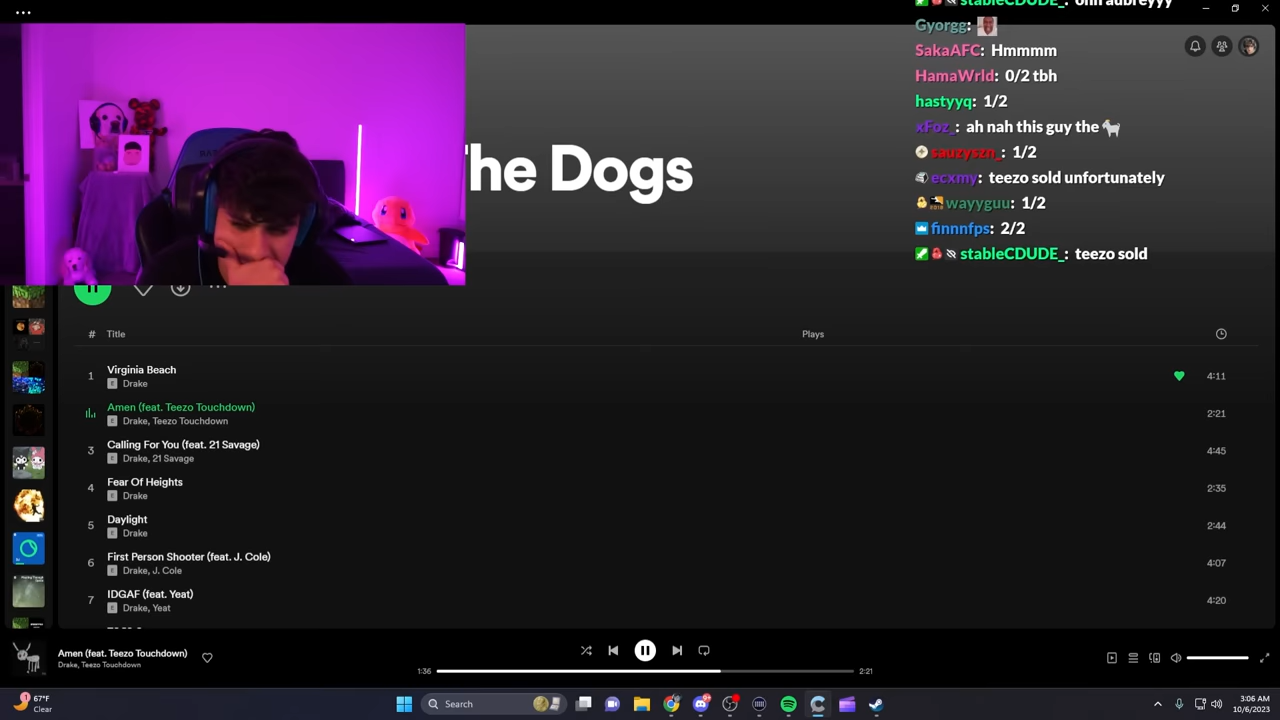 stableCDUDE_: onn aubreyyy
Gyorgg:
SakaAFC: Hmmmm
HamaWrld: 0/2 tbh
hastyyq: 1/2
xFoz_: ah nah this guy the
sauzyszn_: 1/2
ecxmy: teezo sold unfortunately
wayyguu: 1/2
finnnfps: 2/2
stableCDUDE_: teezo sold
The Dogs
# Title Plays
1 Virginia Beach 4:11
E Drake
Amen (feat. Teezo Touchdown) 2:21
E Drake, Teezo Touchdown
3 Calling For You (feat. 21 Savage) 4:45
E Drake, 21 Savage
4 Fear Of Heights 2:35
E Drake
5 Daylight 2:44
E Drake
6 First Person Shooter (feat. J. Cole) 4:07
E Drake, J. Cole
7 IDGAF (feat. Yeat) 4:20
E Drake, Yeat
Amen (feat. Teezo Touchdown)
Drake, Teezo Touchdown
1:36 2:21
1 67°F
Clear
Search
3:06 AM
10/6/2023